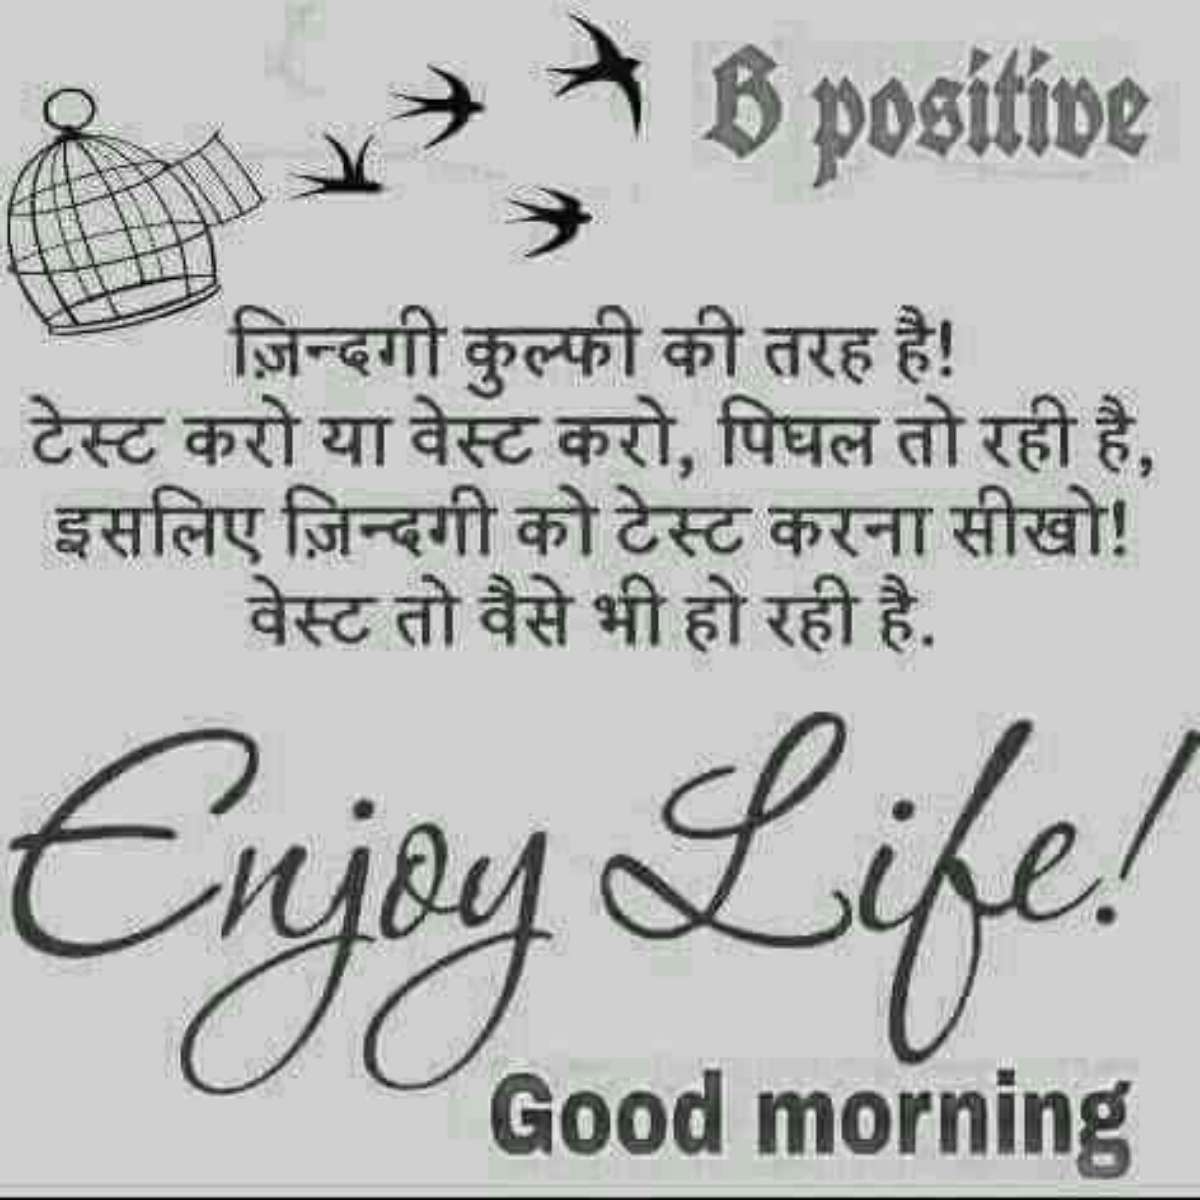 B positive
ज़िन्दगी कुल्फी की तरह है!
टेस्ट करो या वेस्ट करो, पिघल तो रही है,
इसलिए ज़िन्दगी को टेस्ट करना सीखो!
वेस्ट तो वैसे भी हो रही है.
Enjoy Life!
Good morning